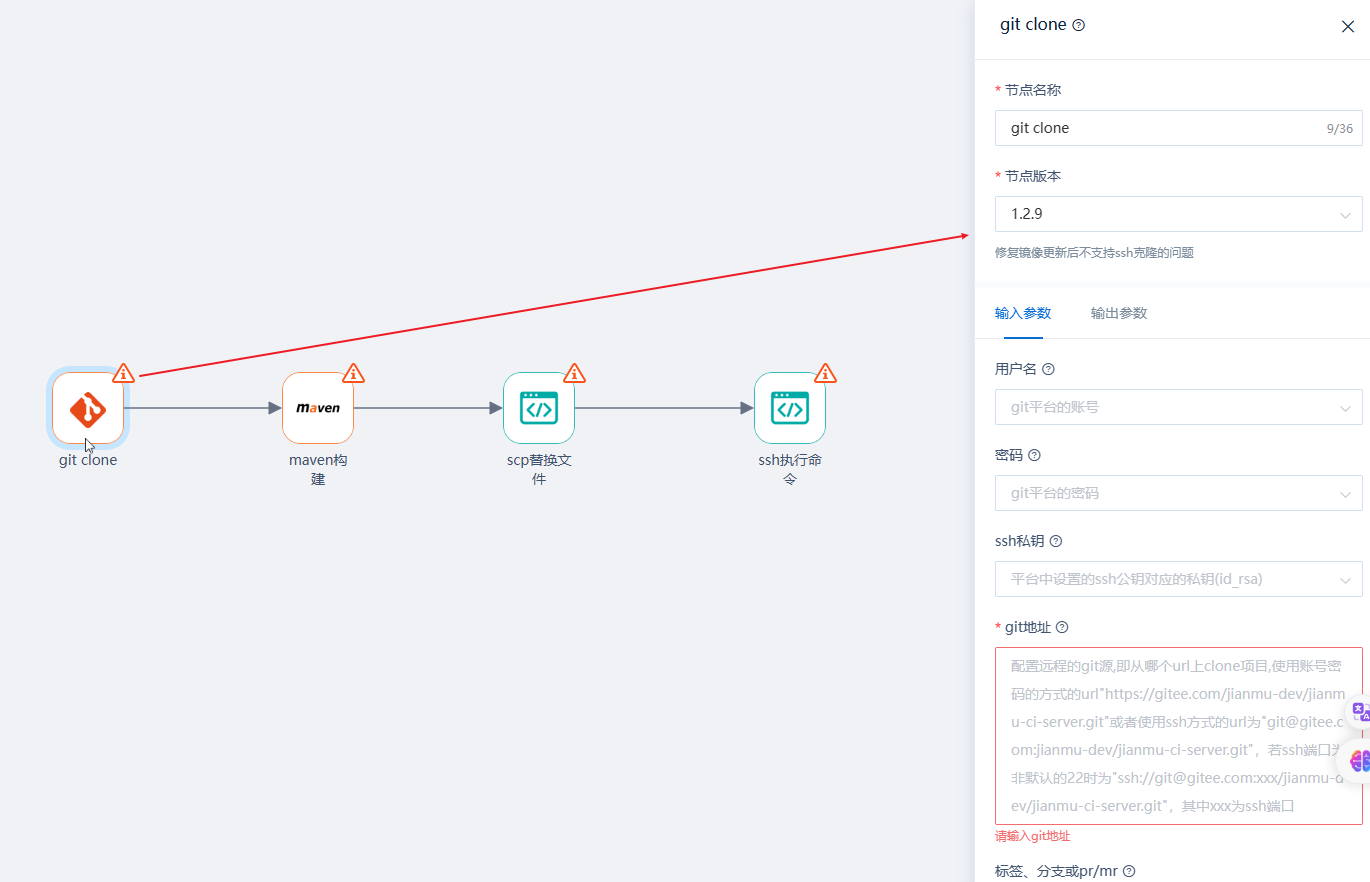 git clone
* 节点名称
git clone
9/36
* 节点版本
1.2.9
修复镜像更新后不支持ssh克隆的问题
输入参数
输出参数
用户名
git平台的账号
密码
git平台的密码
ssh私钥
平台中设置的ssh公钥对应的私钥(id_rsa)
* git地址
配置远程的git源,即从哪个url上clone项目,使用账号密
码的方式的url"https://gitee.com/jianmu-dev/jianm
u-ci-server.git"或者使用ssh方式的url为"git@gitee.c
om:jianmu-dev/jianmu-ci-server.git"，若ssh端口为
非默认的22时为"ssh://git@gitee.com:xxx/jianmu-d
ev/jianmu-ci-server.git"，其中xxx为ssh端口
请输入git地址
标签、分支或pr/mr
maven
git clone
maven构
建
scp替换文
件
ssh执行命
令